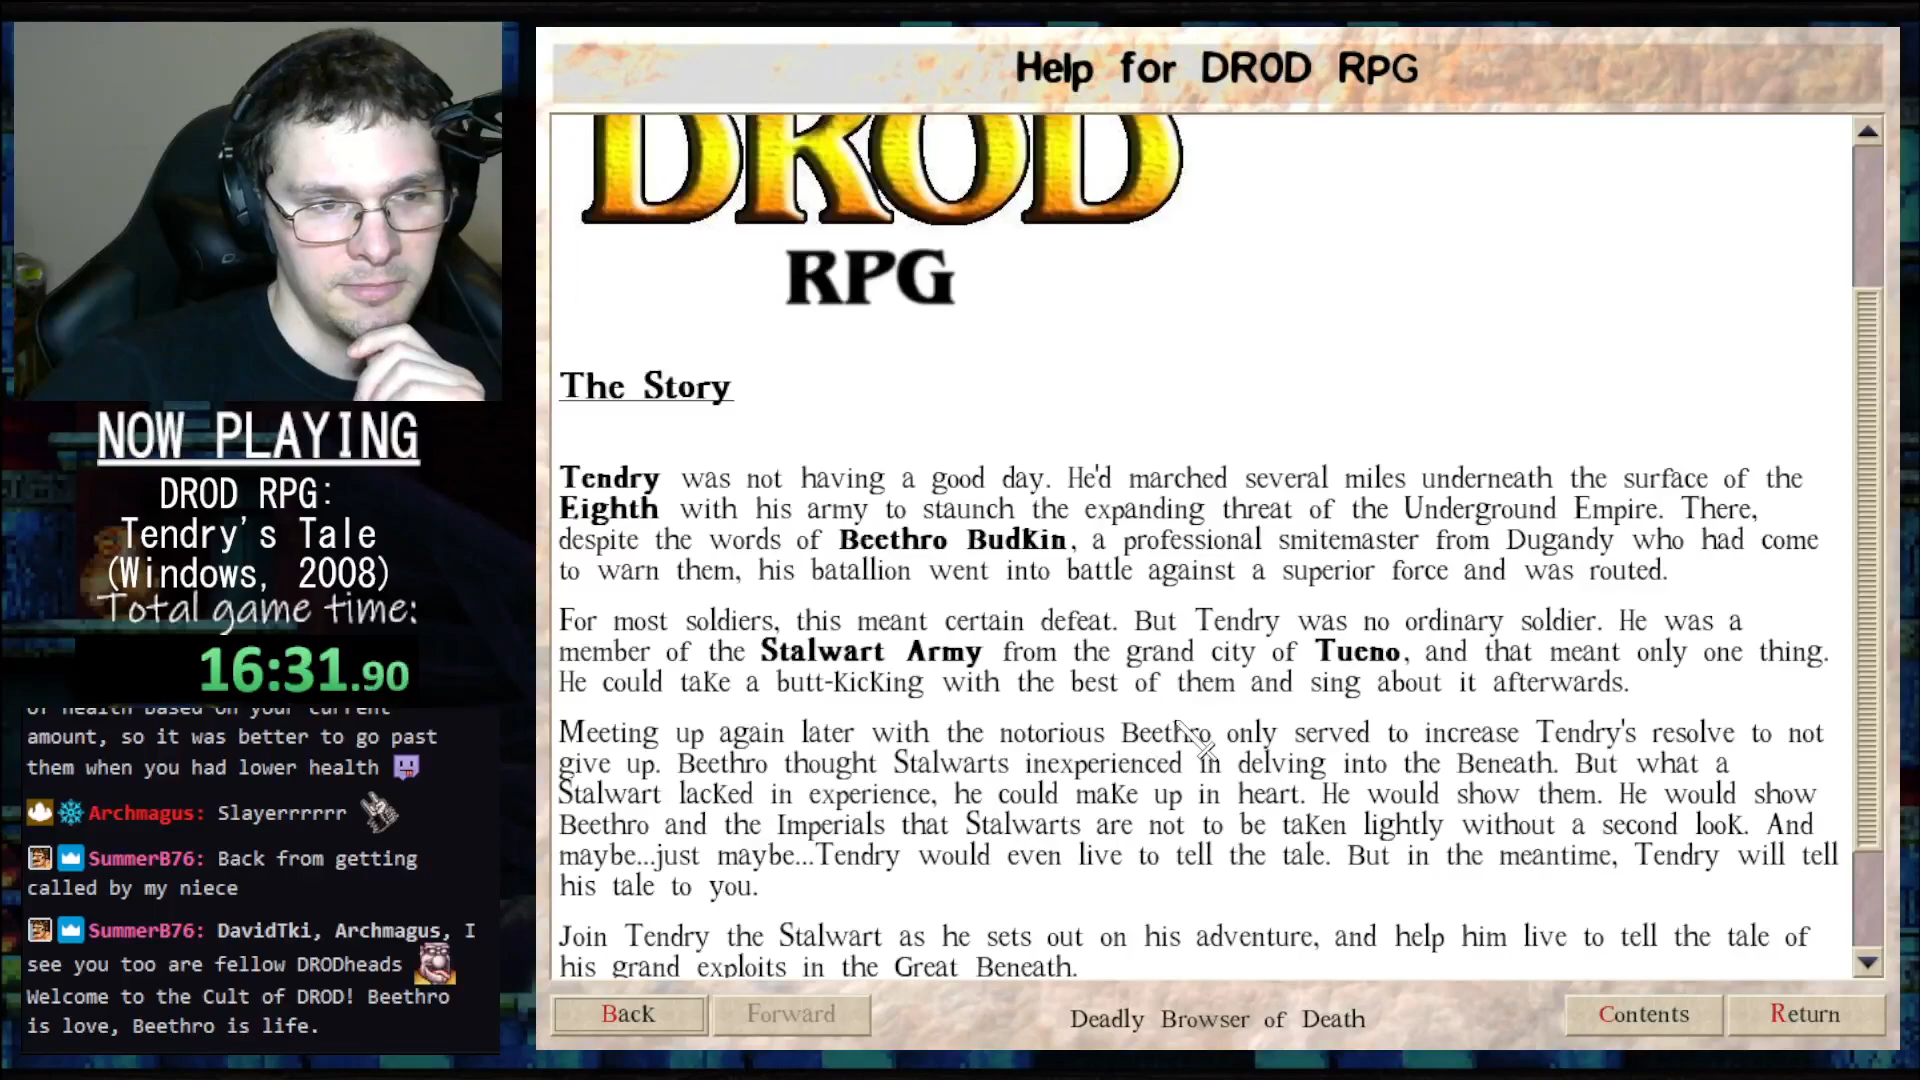 NOW PLAYING
DROD RPG:
Tendry's Tale
(Windows, 2008)
Total game time:
16:31.90
of health based on your current
amount, so it was better to go past
them when you had lower health
Archmagus: Slayerrrrrr
SummerB76: Back from getting
called by my niece
SummerB76: DavidTki, Archmagus, I
see you too are fellow DRODheads
Welcome to the Cult of DROD! Beethro
is love, Beethro is life.
Help for DROD RPG
DROD
RPG
The Story
Tendry was not having a good day. He'd marched several miles underneath the surface of the
Eighth with his army to staunch the expanding threat of the Underground Empire. There,
despite the words of Beethro Budkin, a professional smitemaster from Dugandy who had come
to warn them, his batallion went into battle against a superior force and was routed.
For most soldiers, this meant certain defeat. But Tendry was no ordinary soldier. He was a
member of the Stalwart Army from the grand city of Tueno, and that meant only one thing.
He could take a butt-kicking with the best of them and sing about it afterwards.
Meeting up again later with the notorious Beethro only served to increase Tendry's resolve to not
give up. Beethro thought Stalwarts inexperienced in delving into the Beneath. But what a
Stalwart lacked in experience, he could make up in heart. He would show them. He would show
Beethro and the Imperials that Stalwarts are not to be taken lightly without a second look. And
maybe...just maybe...Tendry would even live to tell the tale. But in the meantime, Tendry will tell
his tale to you.
Join Tendry the Stalwart as he sets out on his adventure, and help him live to tell the tale of
his grand exploits in the Great Beneath.
Back
Forward
Deadly Browser of Death
Contents
Return